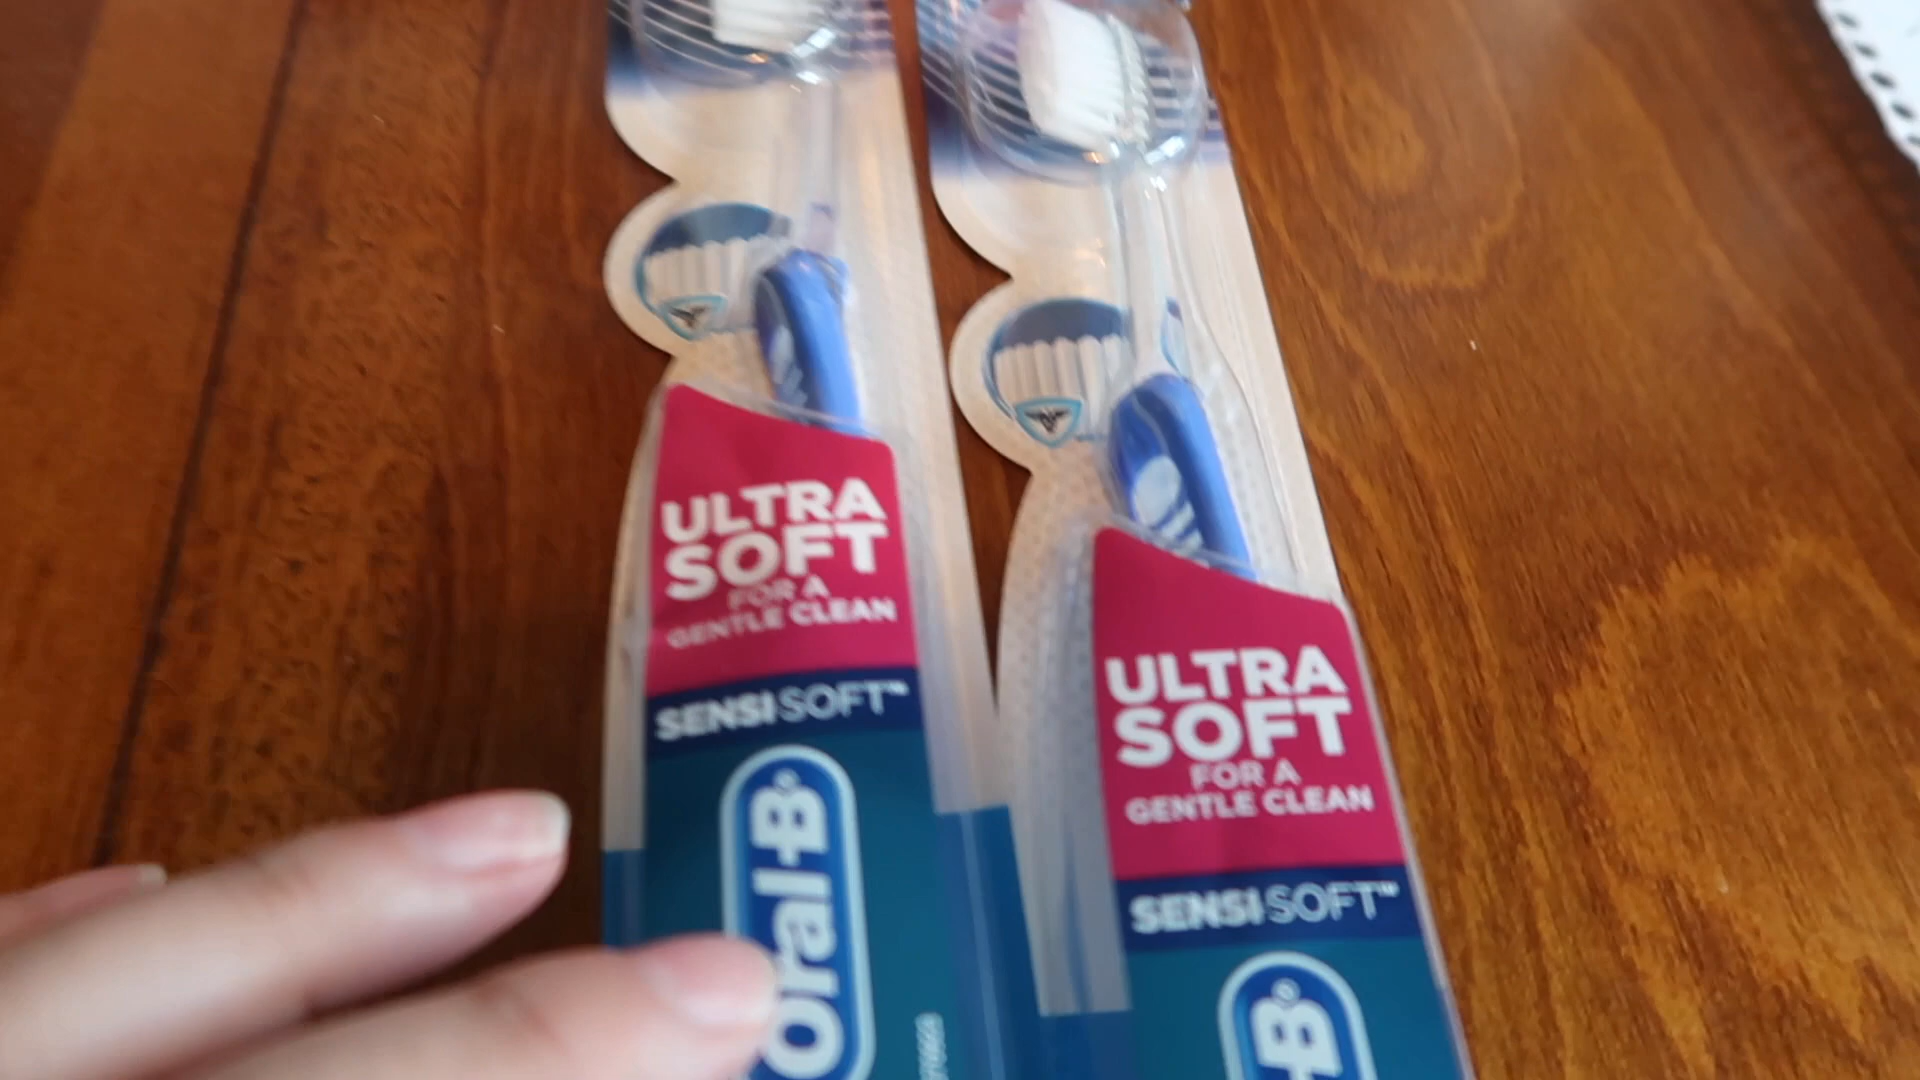 ULTRA
SOFT
FOR A
GENTLE CLEAN
SENSISOFT™
Oral-B®
ULTRA
SOFT
FOR A
GENTLE CLEAN
SENSISOFT™
-B®